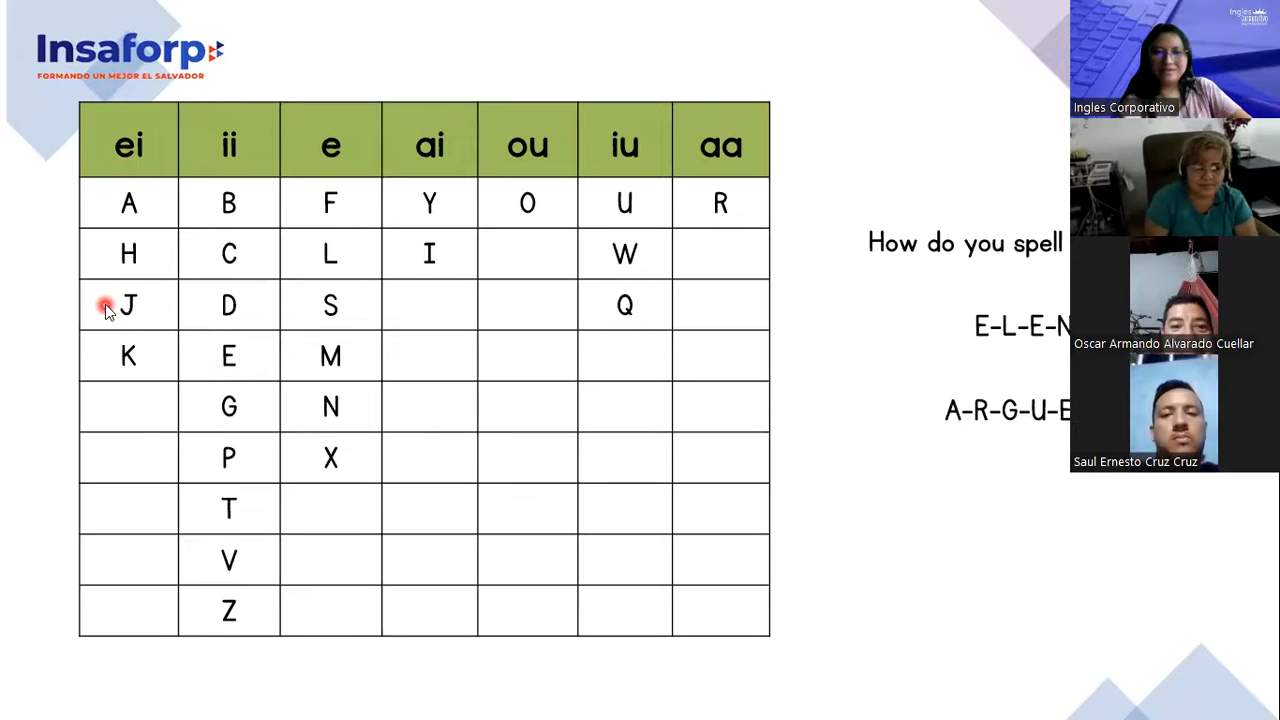 Insaforp
FORMANDO UN MEJOR EL SALVADOR
ei ii e ai ou iu aa
A B F Y O U R
H C L I W
J D S Q
K E M
G N
P X
T
V
Z
How do you spell
E-L-E-N
A-R-G-U-E
Ingles Corporativo
Oscar Armando Alvarado Cuellar
Saul Ernesto Cruz Cruz